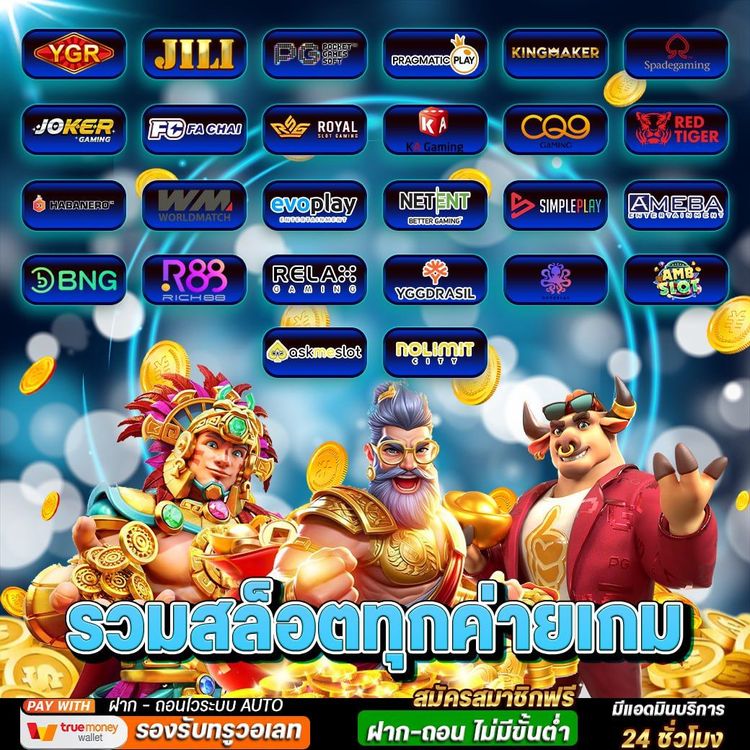 YGR
JILI
PG POCKET GAMES SOFT
PRAGMATIC PLAY
KINGMAKER
Spadegaming
JOKER GAMING
FC FA CHAI
ROYAL SLOT GAMING
KA KA Gaming
CQ9 GAMING
RED TIGER
HABANERO™
WM WORLDMATCH
evoplay ENTERTAINMENT
NETENT BETTER GAMING
SIMPLEPLAY
AMEBA ENTERTAINMENT
BNG
R88 RICH88
RELAX GAMING
YGGDRASIL
AMB SLOT
askmeslot
NOLIMIT CITY
PG
รวมสล็อตทุกค่ายเกม
PAY WITH
truemoney wallet
ฝาก - ถอนไวระบบ AUTO
รองรับทรูวอเลท
สมัครสมาชิกฟรี
ฝาก-ถอน ไม่มีขั้นต่ำ
มีแอดมินบริการ
24 ชั่วโมง